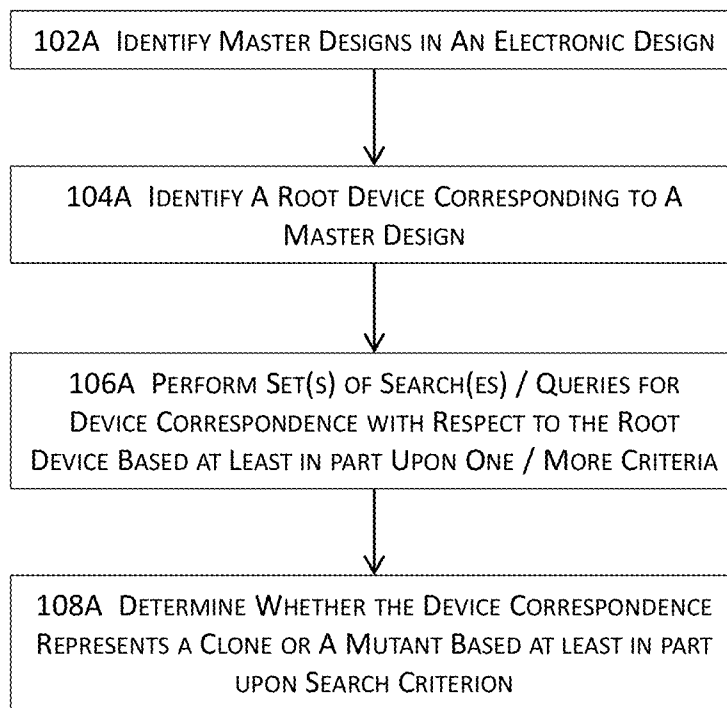 102A IDENTIFY MASTER DESIGNS IN AN ELECTRONIC DESIGN
104A IDENTIFY A ROOT DEVICE CORRESPONDING TO A
MASTER DESIGN
106A PERFORM SET(S) OF SEARCH(ES) / QUERIES FOR
DEVICE CORRESPONDENCE WITH RESPECT TO THE ROOT
DEVICE BASED AT LEAST IN PART UPON ONE / MORE CRITERIA
108A DETERMINE WHETHER THE DEVICE CORRESPONDENCE
REPRESENTS A CLONE OR A MUTANT BASED AT LEAST IN PART
UPON SEARCH CRITERION